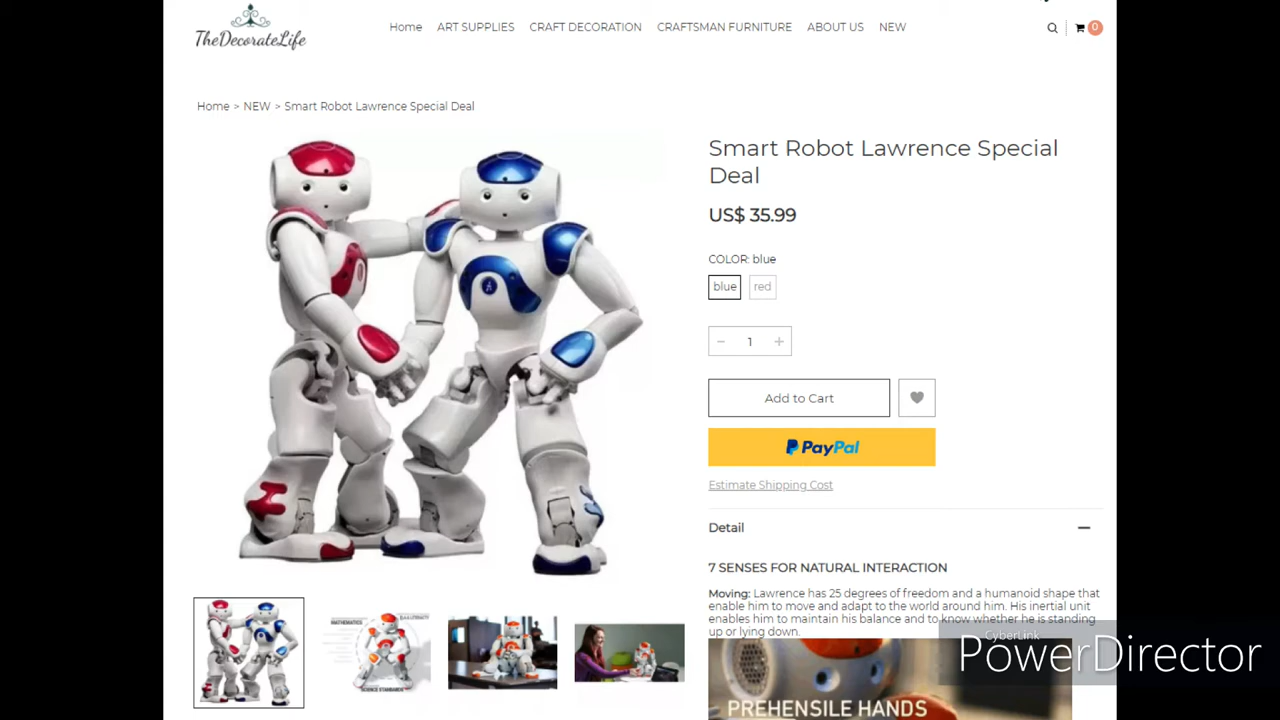 TheDecorateLife
Home ART SUPPLIES CRAFT DECORATION CRAFTSMAN FURNITURE ABOUT US NEW
0
Home > NEW > Smart Robot Lawrence Special Deal
Smart Robot Lawrence Special
Deal
US$ 35.99
COLOR: blue
blue red
− 1 +
Add to Cart
PayPal
Estimate Shipping Cost
Detail
7 SENSES FOR NATURAL INTERACTION
Moving: Lawrence has 25 degrees of freedom and a humanoid shape that
enable him to move and adapt to the world around him. His inertial unit
enables him to maintain his balance and to know whether he is standing
up or lying down.
MATHEMATICS
SCIENCE STANDARDS
CyberLink
PowerDirector
PREHENSILE HANDS